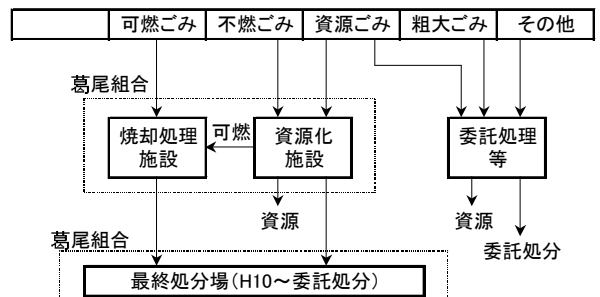 可燃ごみ 不燃ごみ 資源ごみ 粗大ごみ その他
葛尾組合
焼却処理
施設
可燃
資源化
施設
委託処理
等
資源
資源
委託処分
葛尾組合
最終処分場(H10～委託処分)